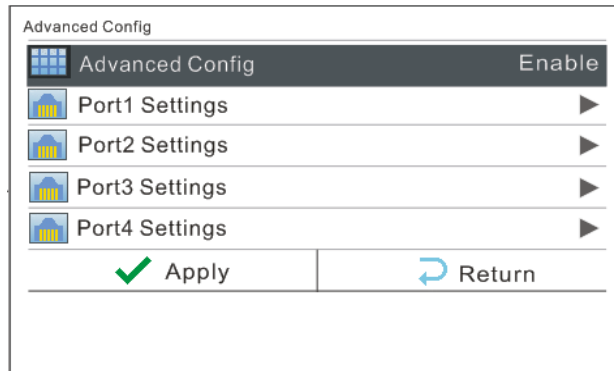 Advanced Config
Advanced Config Enable
Port1 Settings
Port2 Settings
Port3 Settings
Port4 Settings
Apply Return